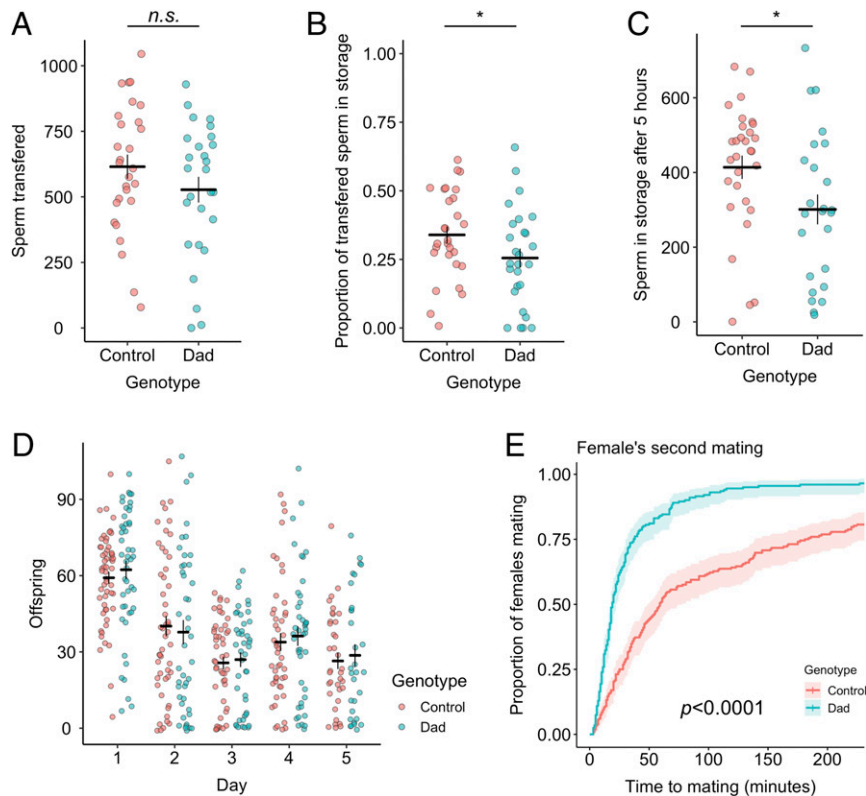 A
n.s.
Sperm transfered
1000
750
500
250
0
Control Dad
Genotype
B
*
Proportion of transfered sperm in storage
1.00
0.75
0.50
0.25
0.00
Control Dad
Genotype
C
*
Sperm in storage after 5 hours
600
400
200
0
Control Dad
Genotype
D
Offspring
90
60
30
0
1 2 3 4 5
Day
Genotype
Control
Dad
E
Female's second mating
Proportion of females mating
1.00
0.75
0.50
0.25
0.00
p<0.0001
Genotype
Control
Dad
0 50 100 150 200
Time to mating (minutes)